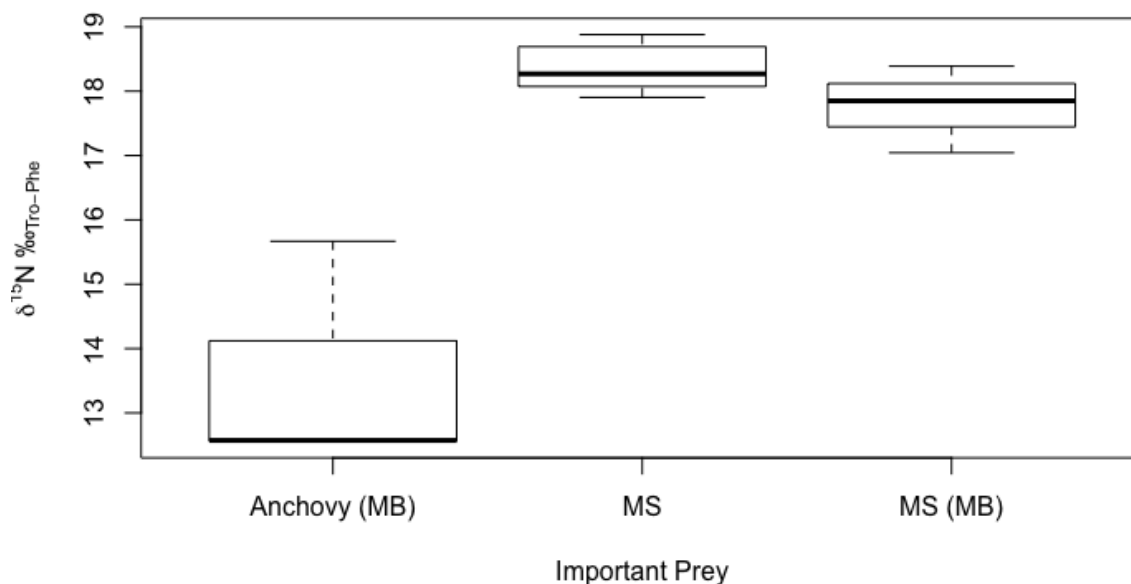 19
18
17
16
15
14
13
δ¹⁵N ‰Tro−Phe
Anchovy (MB) MS MS (MB)
Important Prey